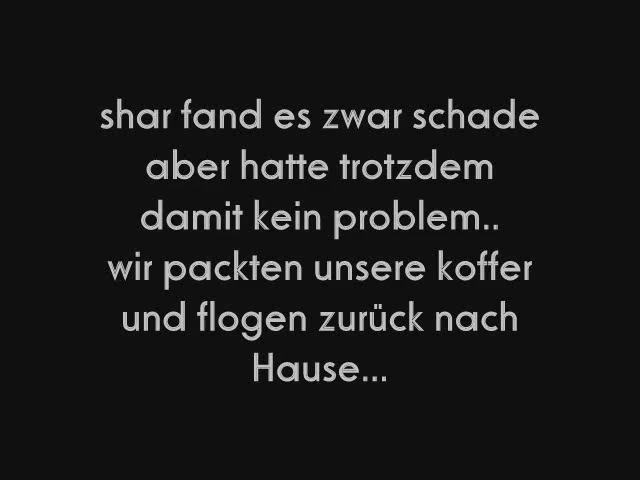 shar fand es zwar schade
aber hatte trotzdem
damit kein problem..
wir packten unsere koffer
und flogen zurück nach
Hause...